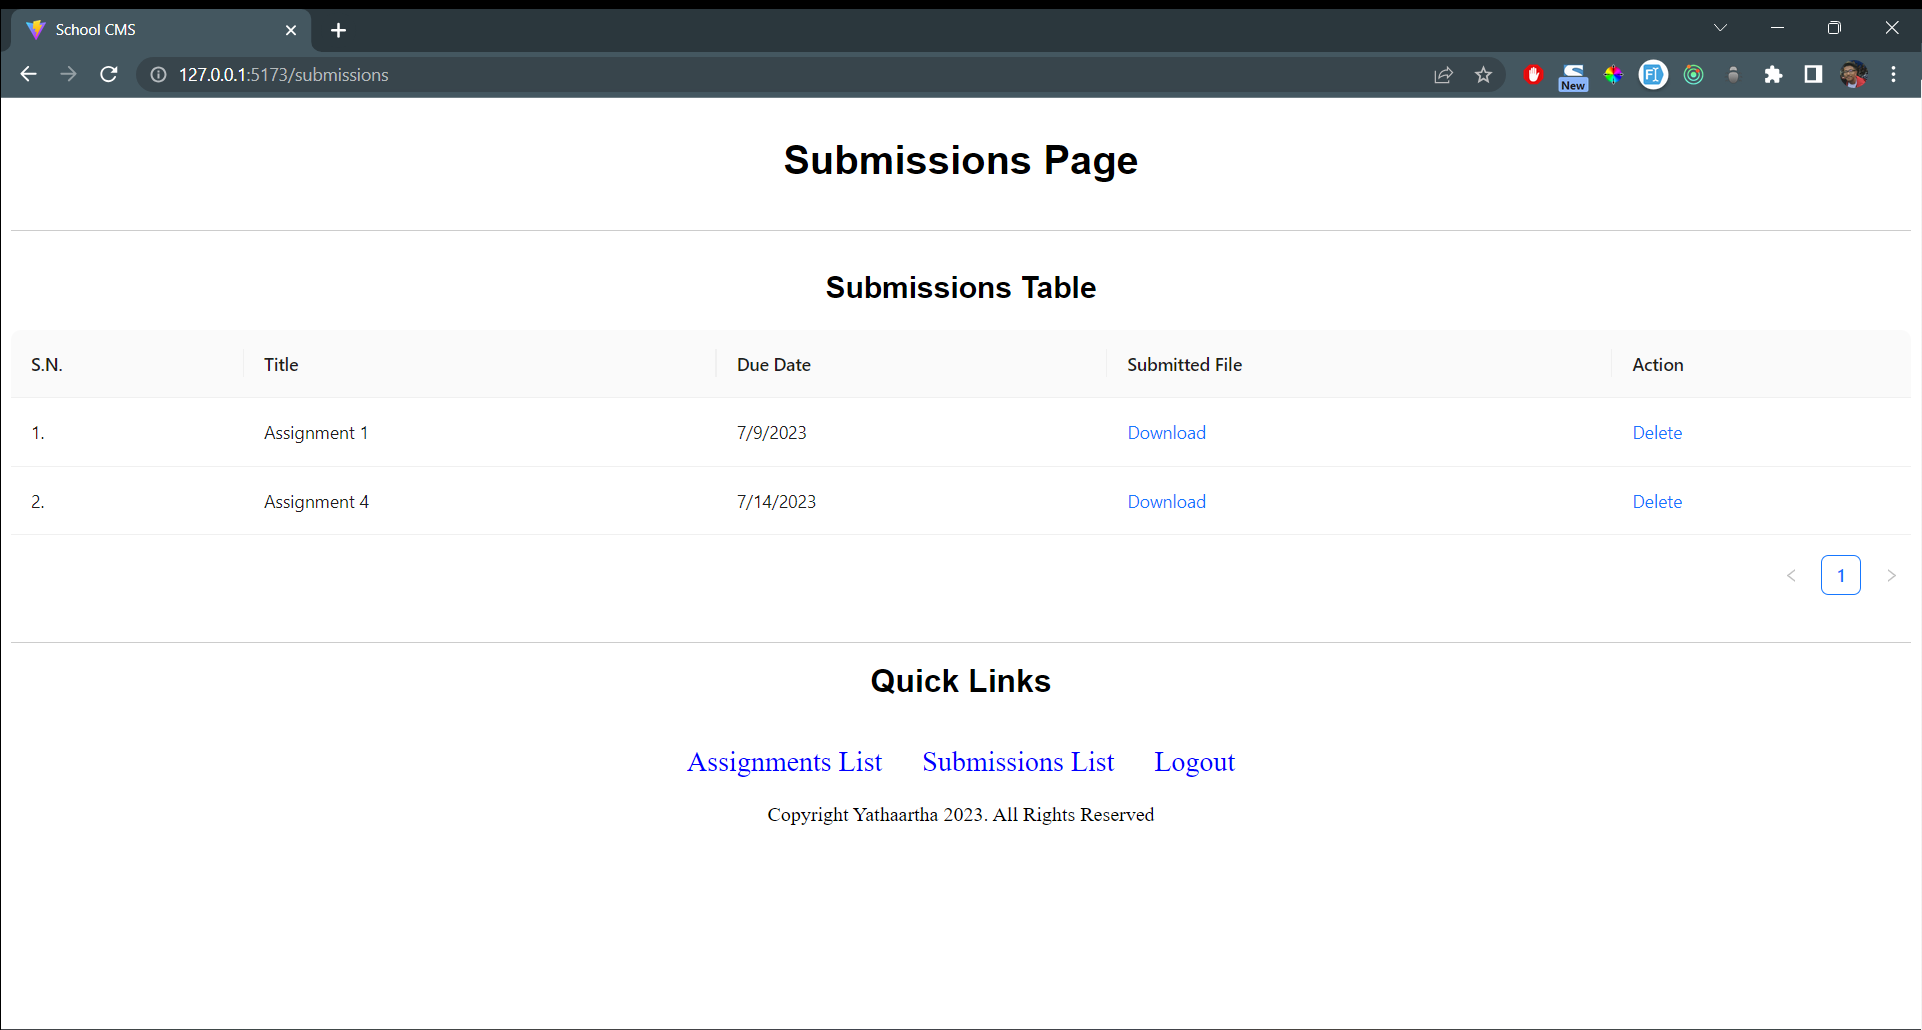 School CMS
127.0.0.1:5173/submissions
New
Submissions Page
Submissions Table
S.N. Title Due Date Submitted File Action
1. Assignment 1 7/9/2023 Download Delete
2. Assignment 4 7/14/2023 Download Delete
1
Quick Links
Assignments List Submissions List Logout
Copyright Yathaartha 2023. All Rights Reserved